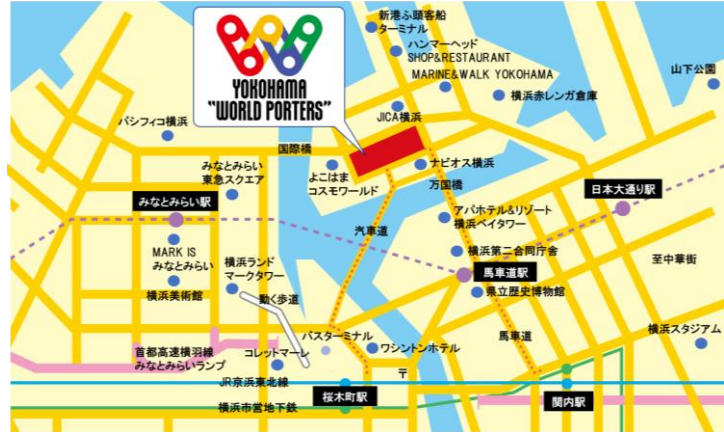 新港ふ頭客船
ターミナル
ハンマーヘッド
SHOP&RESTAURANT
MARINE&WALK YOKOHAMA
山下公園
横浜赤レンガ倉庫
YOKOHAMA
"WORLD PORTERS"
JICA横浜
パシフィコ横浜
国際橋
みなとみらい
東急スクエア
よこはま
コスモワールド
ナビオス横浜
万国橋
みなとみらい駅
日本大通り駅
アパホテル&リゾート
横浜ベイタワー
汽車道
MARK IS
みなとみらい
横浜ランド
マークタワー
横浜第二合同庁舎
至中華街
馬車道駅
横浜美術館
動く歩道
県立歴史博物館
バスターミナル
馬車道
横浜スタジアム
首都高速横羽線
みなとみらいランプ
コレットマーレ
ワシントンホテル
〒
JR京浜東北線
桜木町駅
関内駅
横浜市営地下鉄